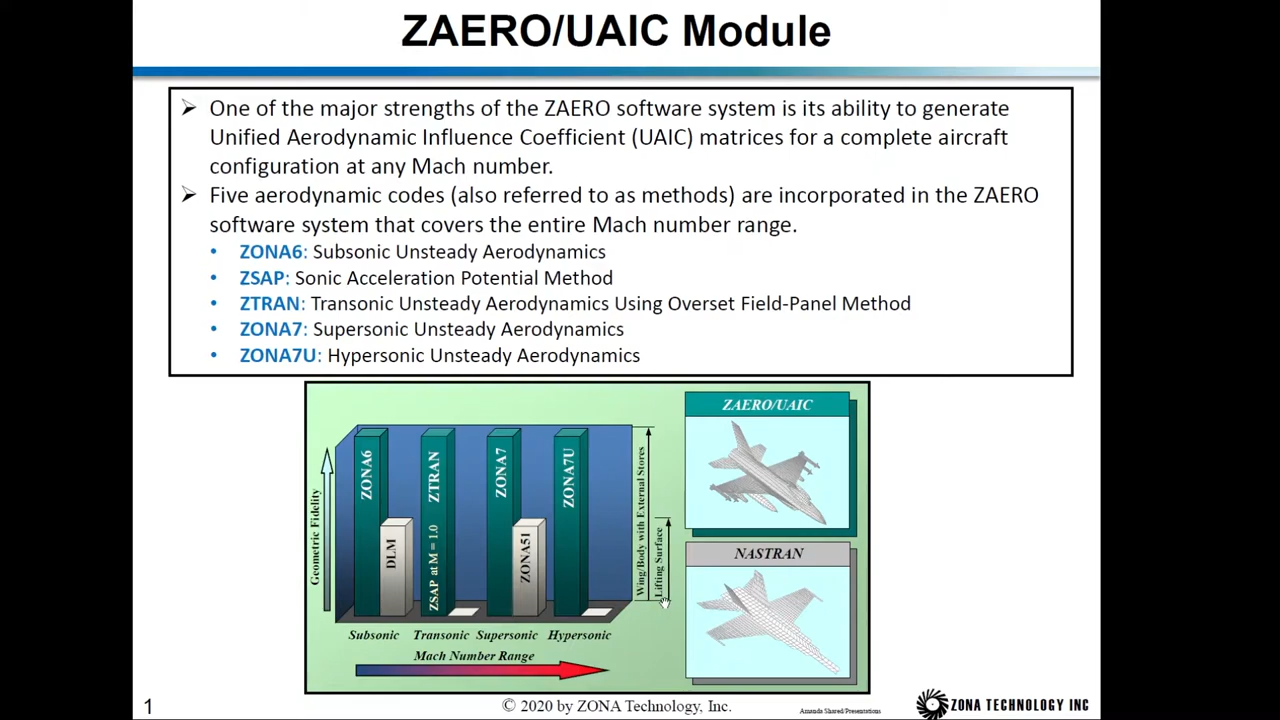 ZAERO/UAIC Module
➢ One of the major strengths of the ZAERO software system is its ability to generate
Unified Aerodynamic Influence Coefficient (UAIC) matrices for a complete aircraft
configuration at any Mach number.
➢ Five aerodynamic codes (also referred to as methods) are incorporated in the ZAERO
software system that covers the entire Mach number range.
• ZONA6: Subsonic Unsteady Aerodynamics
• ZSAP: Sonic Acceleration Potential Method
• ZTRAN: Transonic Unsteady Aerodynamics Using Overset Field-Panel Method
• ZONA7: Supersonic Unsteady Aerodynamics
• ZONA7U: Hypersonic Unsteady Aerodynamics
Geometric Fidelity
ZONA6
DLM
ZTRAN
ZSAP at M = 1.0
ZONA7
ZONA51
ZONA7U
Wing/Body with External Stores
Lifting Surface
Subsonic Transonic Supersonic Hypersonic
Mach Number Range
ZAERO/UAIC
NASTRAN
1
© 2020 by ZONA Technology, Inc.
Amanda Shared/Presentations
ZONA TECHNOLOGY INC